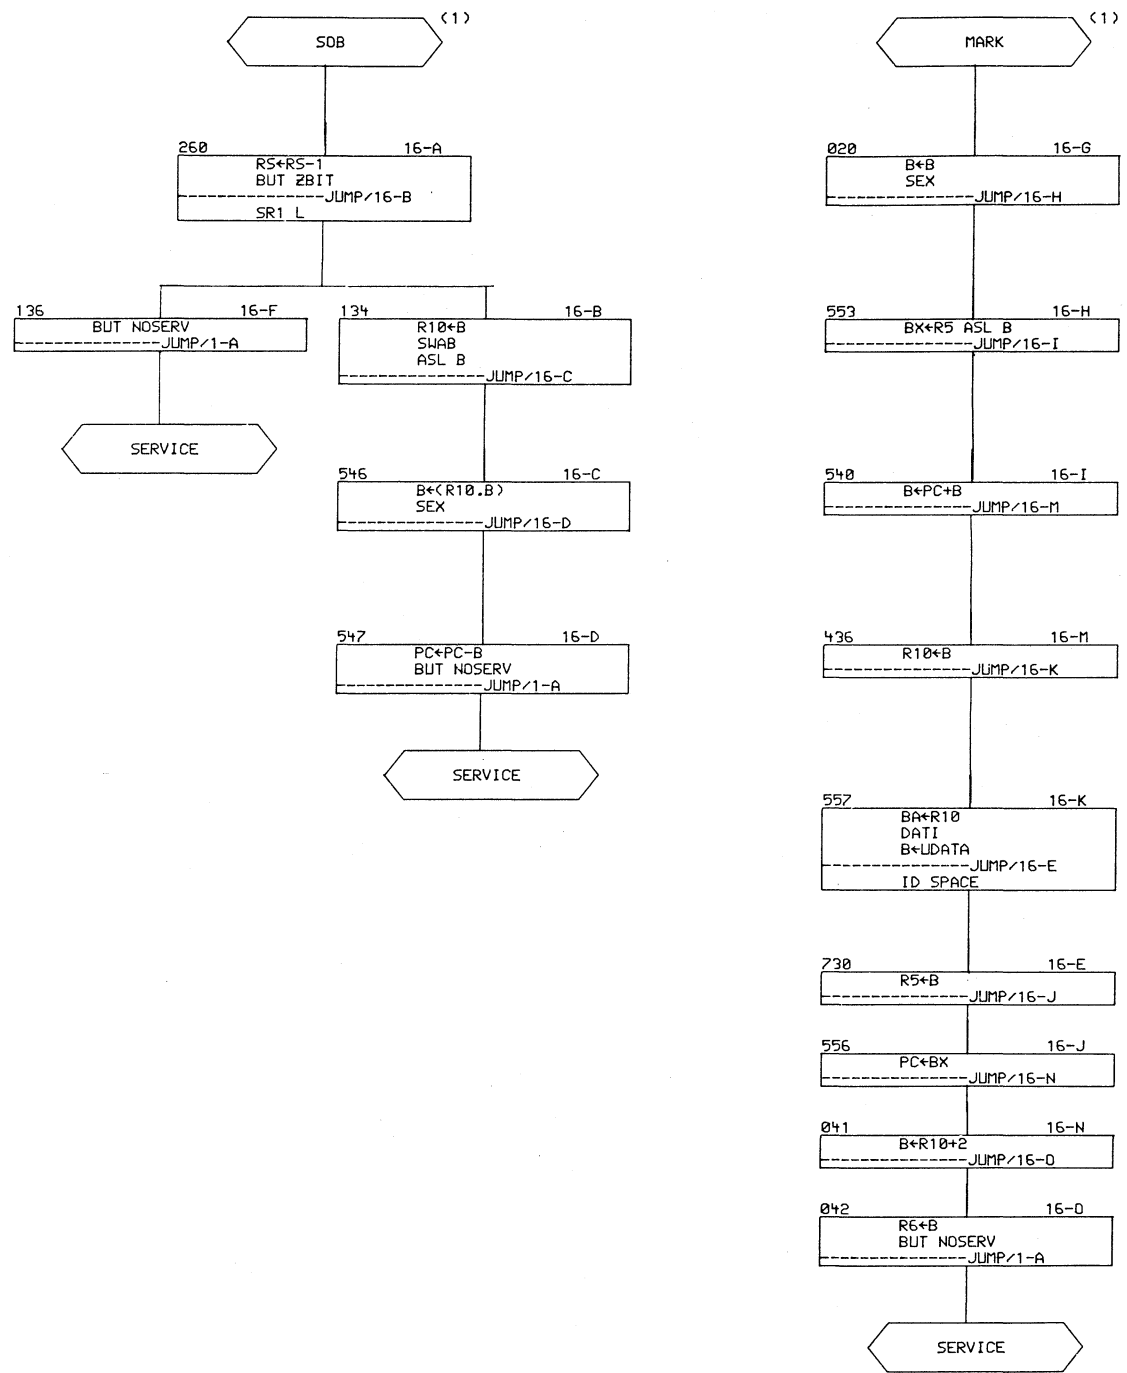 (1)
SOB
260 16-A
RS←RS-1
BUT ZBIT
--------------JUMP/16-B
SR1 L
136 16-F
BUT NOSERV
--------------JUMP/1-A
SERVICE
134 16-B
R10←B
SWAB
ASL B
--------------JUMP/16-C
546 16-C
B←(R10.B)
SEX
--------------JUMP/16-D
547 16-D
PC←PC-B
BUT NOSERV
--------------JUMP/1-A
SERVICE
(1)
MARK
020 16-G
B←B
SEX
--------------JUMP/16-H
553 16-H
BX←R5 ASL B
--------------JUMP/16-I
540 16-I
B←PC+B
--------------JUMP/16-M
436 16-M
R10←B
--------------JUMP/16-K
557 16-K
BA←R10
DATI
B←UDATA
--------------JUMP/16-E
ID SPACE
730 16-E
R5←B
--------------JUMP/16-J
556 16-J
PC←BX
--------------JUMP/16-N
041 16-N
B←R10+2
--------------JUMP/16-O
042 16-O
R6←B
BUT NOSERV
--------------JUMP/1-A
SERVICE